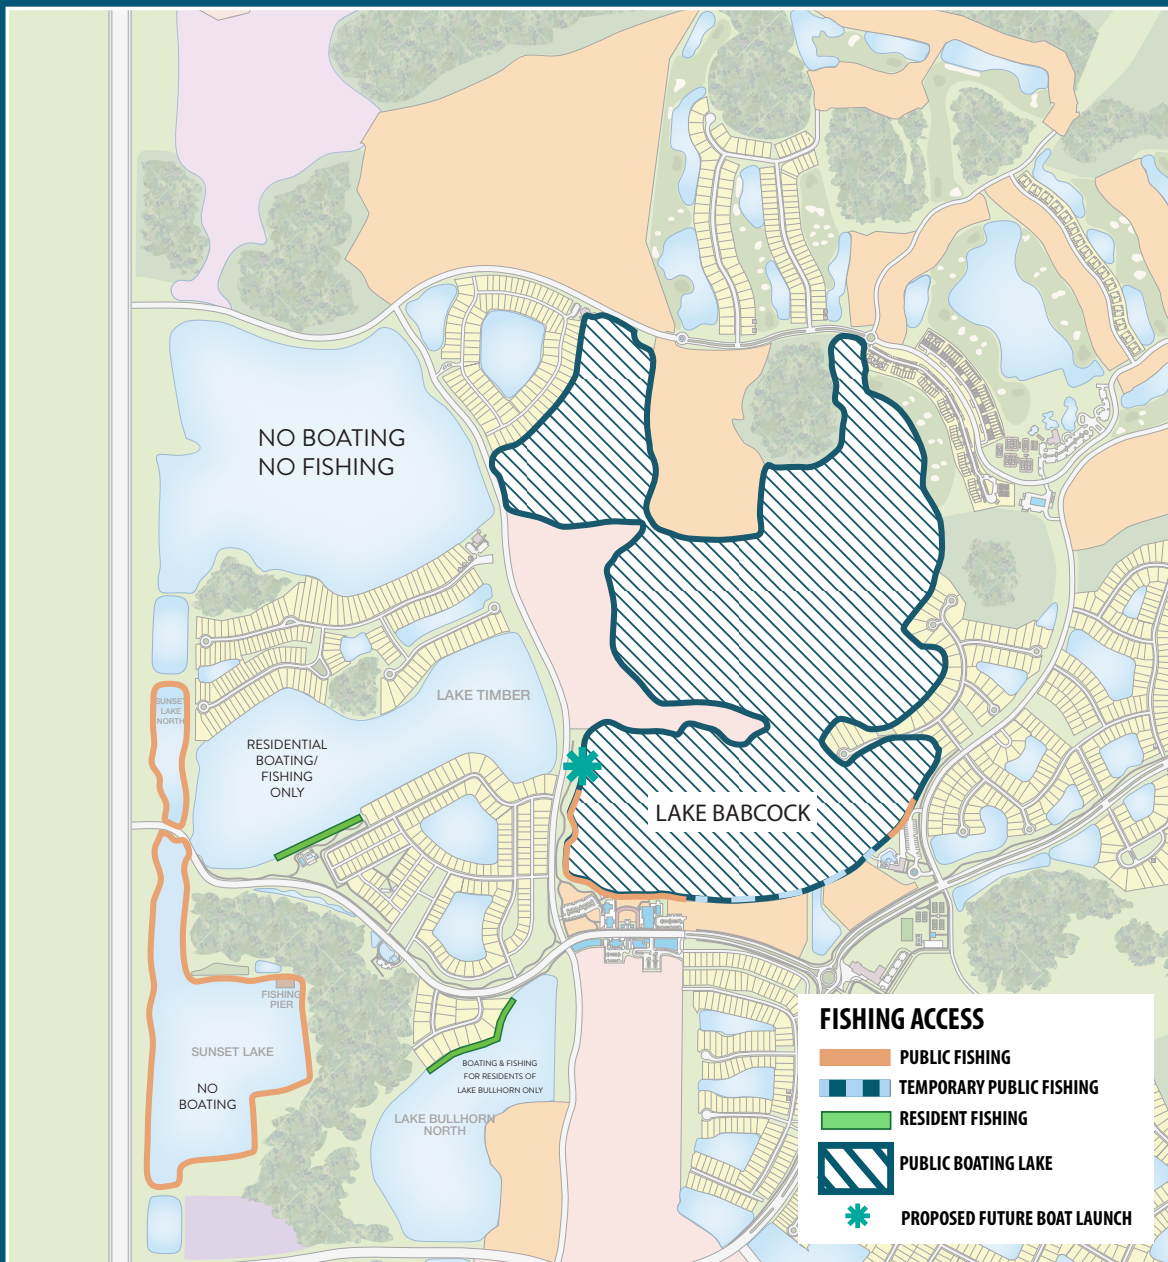 NO BOATING
NO FISHING
LAKE TIMBER
SUNSET
LAKE
NORTH
RESIDENTIAL
BOATING/
FISHING
ONLY
LAKE BABCOCK
FISHING
PIER
SUNSET LAKE
NO
BOATING
BOATING & FISHING
FOR RESIDENTS OF
LAKE BULLHORN ONLY
LAKE BULLHORN
NORTH
FISHING ACCESS
PUBLIC FISHING
TEMPORARY PUBLIC FISHING
RESIDENT FISHING
PUBLIC BOATING LAKE
PROPOSED FUTURE BOAT LAUNCH